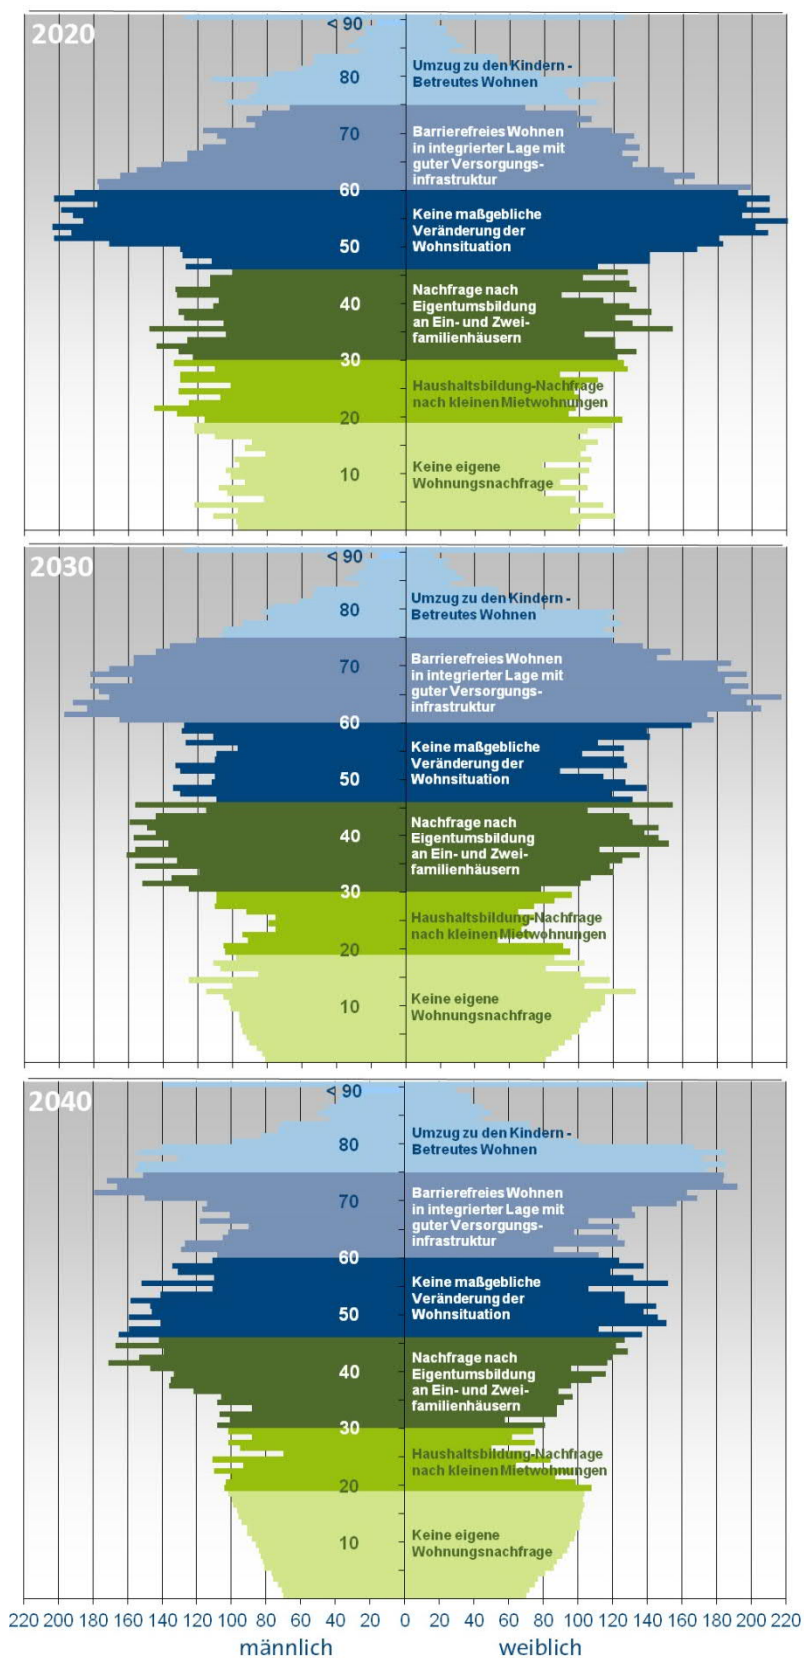 2020
< 90
80
70
60
50
40
30
20
10
Umzug zu den Kindern -
Betreutes Wohnen
Barrierefreies Wohnen
in integrierter Lage mit
guter Versorgungs-
infrastruktur
Keine maßgebliche
Veränderung der
Wohnsituation
Nachfrage nach
Eigentumsbildung
an Ein- und Zwei-
familienhäusern
Haushaltsbildung-Nachfrage
nach kleinen Mietwohnungen
Keine eigene
Wohnungsnachfrage
2030
< 90
80
70
60
50
40
30
20
10
Umzug zu den Kindern -
Betreutes Wohnen
Barrierefreies Wohnen
in integrierter Lage mit
guter Versorgungs-
infrastruktur
Keine maßgebliche
Veränderung der
Wohnsituation
Nachfrage nach
Eigentumsbildung
an Ein- und Zwei-
familienhäusern
Haushaltsbildung-Nachfrage
nach kleinen Mietwohnungen
Keine eigene
Wohnungsnachfrage
2040
< 90
80
70
60
50
40
30
20
10
Umzug zu den Kindern -
Betreutes Wohnen
Barrierefreies Wohnen
in integrierter Lage mit
guter Versorgungs-
infrastruktur
Keine maßgebliche
Veränderung der
Wohnsituation
Nachfrage nach
Eigentumsbildung
an Ein- und Zwei-
familienhäusern
Haushaltsbildung-Nachfrage
nach kleinen Mietwohnungen
Keine eigene
Wohnungsnachfrage
220 200 180 160 140 120 100 80 60 40 20 0 20 40 60 80 100 120 140 160 180 200 220
männlich weiblich